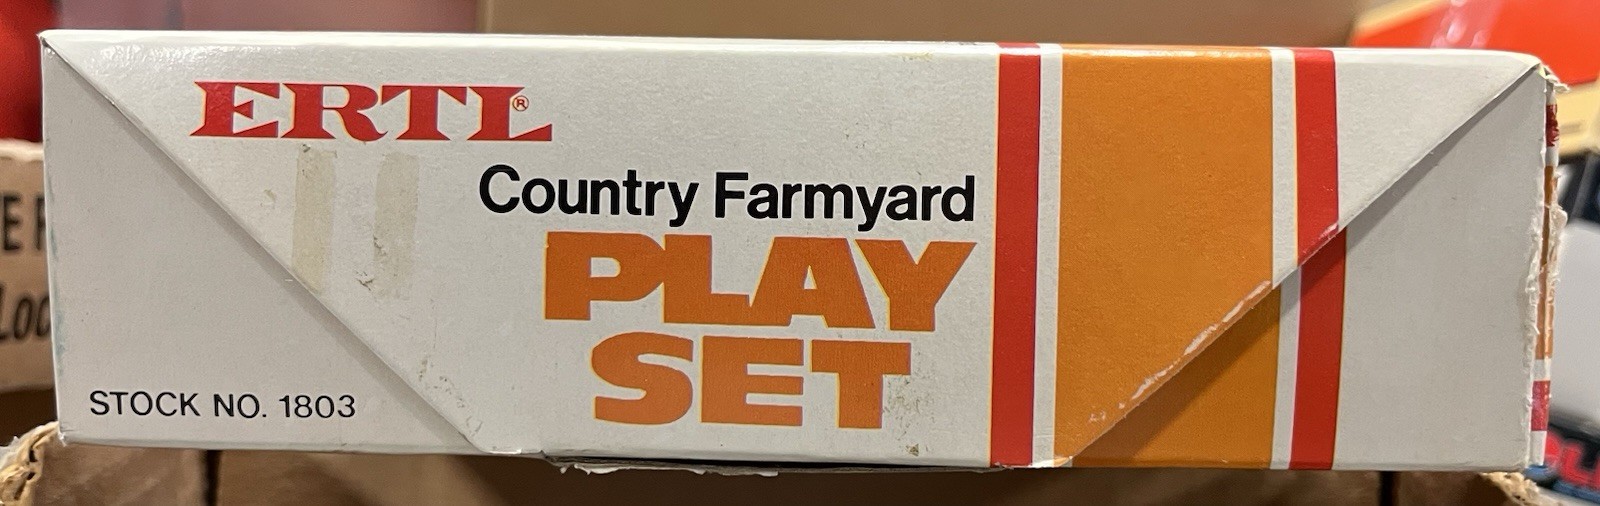 ERTL®
Country Farmyard
PLAY
SET
STOCK NO. 1803